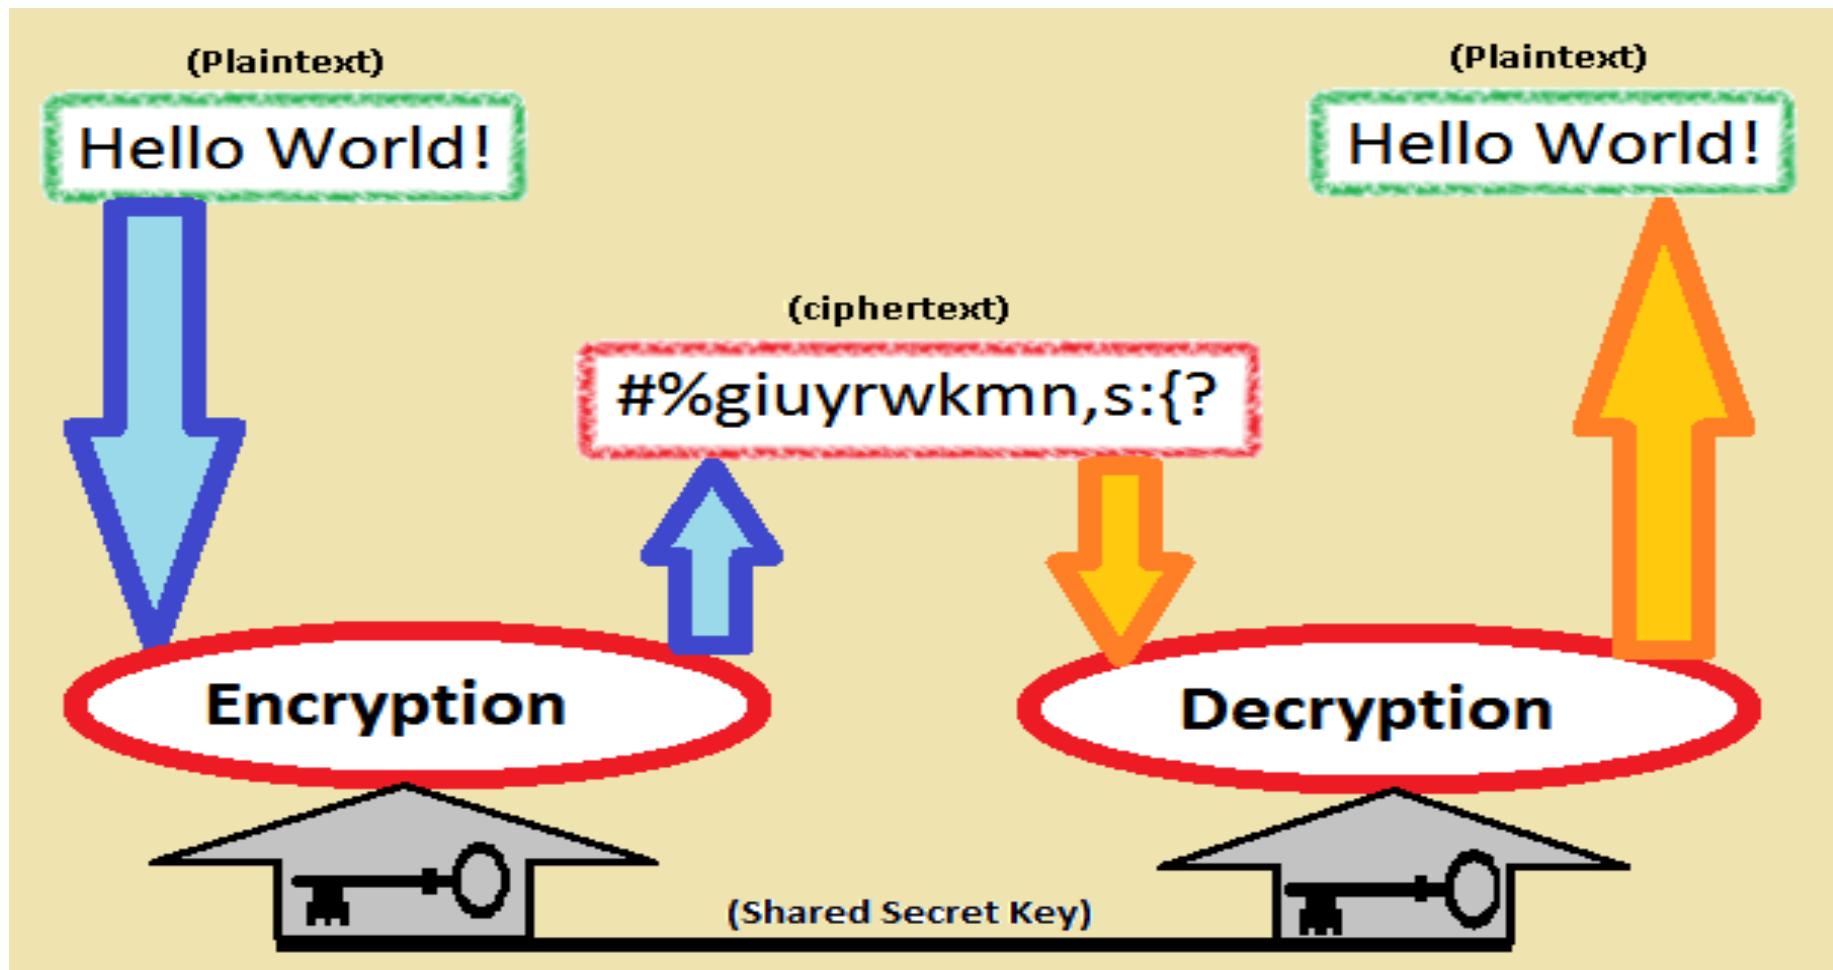 (Plaintext)
Hello World!
(Plaintext)
Hello World!
(ciphertext)
#%giuyrwkmn,s:{?
Encryption
Decryption
(Shared Secret Key)